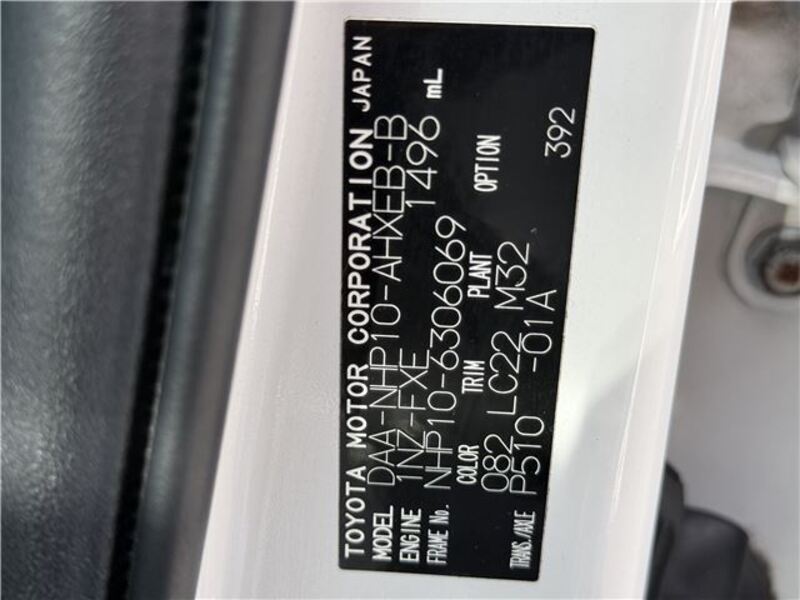 TOYOTA MOTOR CORPORATION JAPAN
MODEL DAA-NHP10-AHXEB-B
ENGINE 1NZ-FXE 1496 mL
FRAME No. NHP10-6306069
COLOR TRIM PLANT OPTION
082 LC22 M32
TRANS./AXLE P510 -01A 392